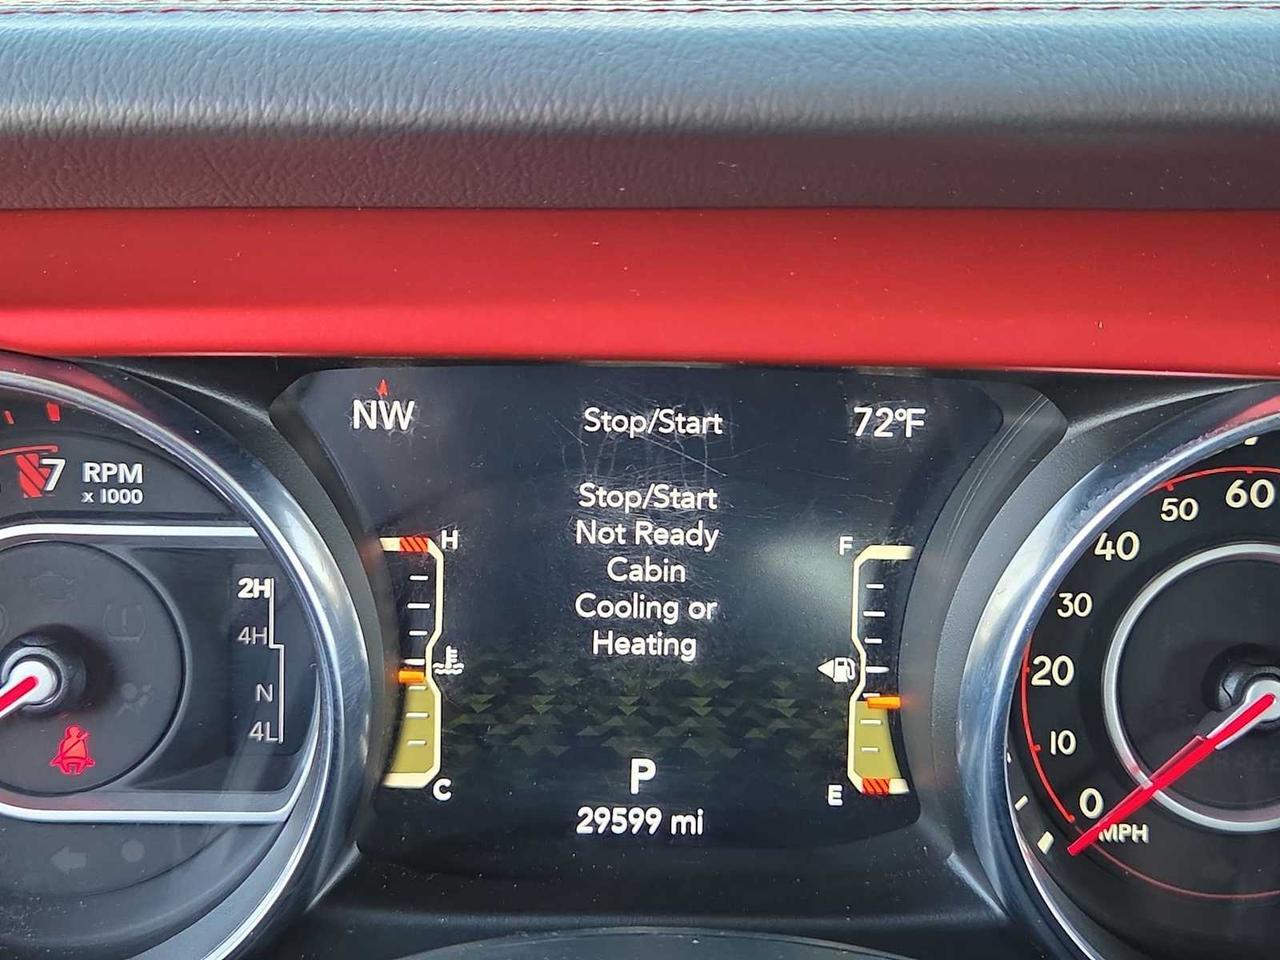 NW
Stop/Start
72°F
Stop/Start
Not Ready
Cabin
Cooling or
Heating
7
RPM
x 1000
2H
4H
N
4L
H
C
F
E
P
29599 mi
60
50
40
30
20
10
0
MPH